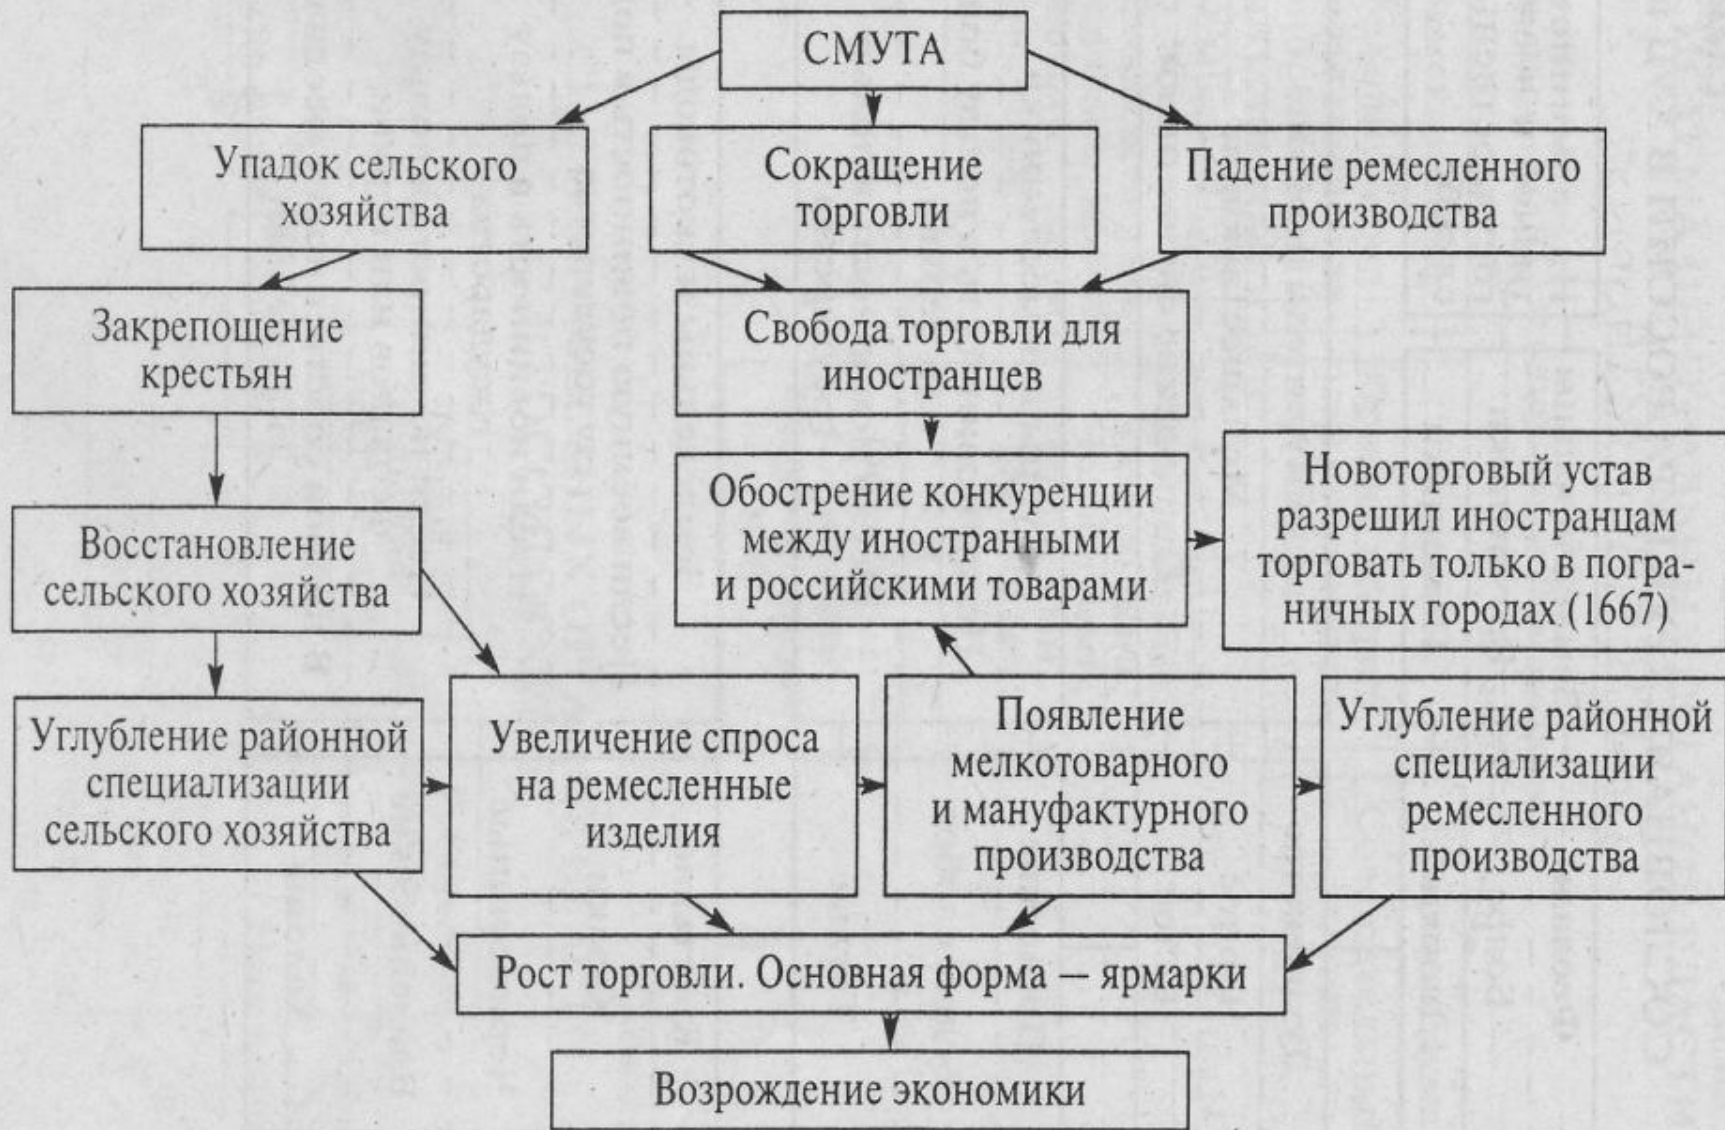 СМУТА
Упадок сельского
хозяйства
Сокращение
торговли
Падение ремесленного
производства
Закрепощение
крестьян
Свобода торговли для
иностранцев
Обострение конкуренции
между иностранными
и российскими товарами
Новоторговый устав
разрешил иностранцам
торговать только в погра-
ничных городах (1667)
Восстановление
сельского хозяйства
Углубление районной
специализации
сельского хозяйства
Увеличение спроса
на ремесленные
изделия
Появление
мелкотоварного
и мануфактурного
производства
Углубление районной
специализации
ремесленного
производства
Рост торговли. Основная форма — ярмарки
Возрождение экономики